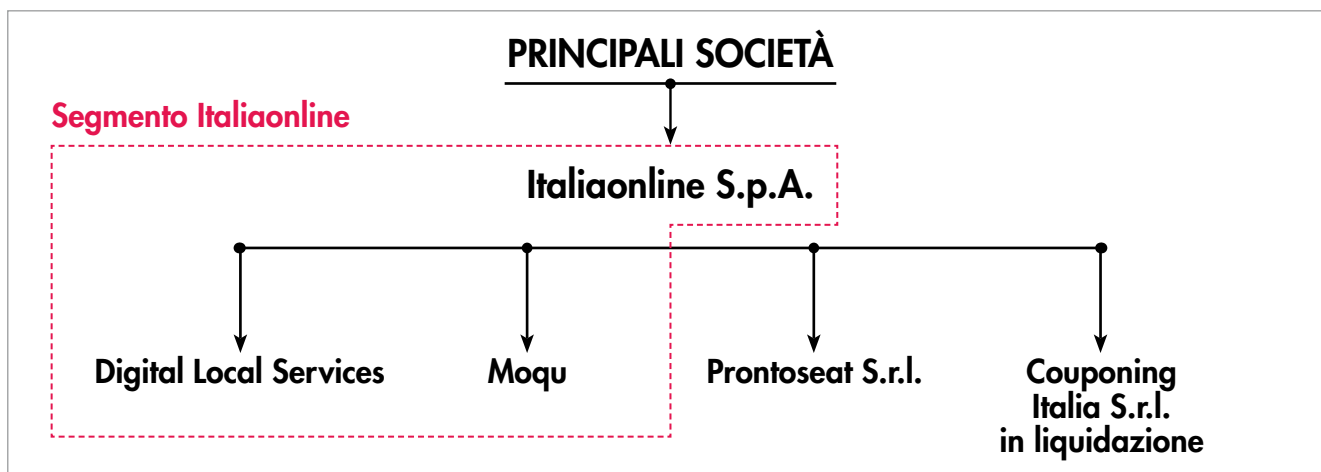 PRINCIPALI SOCIETÀ
Segmento Italiaonline
Italiaonline S.p.A.
Digital Local Services
Moqu
Prontoseat S.r.l.
Couponing
Italia S.r.l.
in liquidazione